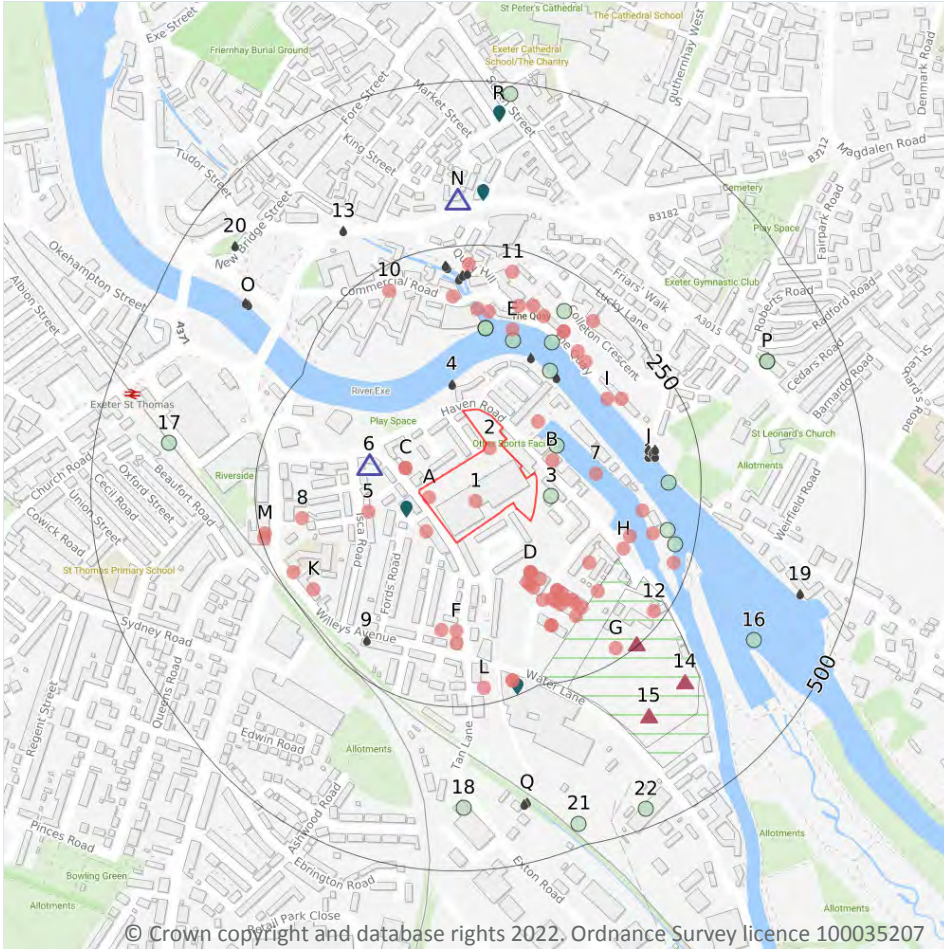 St Peter's Cathedral
The Cathedral School
Exe Street
Friernhay Burial Ground
Exeter Cathedral
School/The Chantry
Fore Street
Market Street
R
Street
King Street
Denmark Road
Magdalen Road
B3112
Tudor Street
N
Cemetery
Play Space
Fairpark Road
B3182
20
13
New Bridge Street
Okehampton Street
Albion Street
10
Commercial Road
11
Friars' Walk
Exeter Gymnastic Club
Lucky Lane
A3015
Roberts Road
Radford Road
O
E
The Quay
Colleton Crescent
A377
P
Cedars Road
Barnardo Road
4
River Exe
I
250
Exeter St Thomas
Haven Road
Play Space
St Leonard's Church
17
6
C
2
B
J
Allotments
Riverside
Church Road
Beaufort Road
Cecil Road
Oxford Street
Union Street
Cowick Road
A
1
3
7
Weirfield Road
8
5
Isca Road
M
H
St Thomas Primary School
K
D
Fords Road
12
19
Willeys Avenue
Sydney Road
9
F
G
16
Queens Road
14
Regent Street
L
Water Lane
15
500
Edwin Road
Allotments
Tan Lane
18
Q
21
22
Ashwood Road
Allotments
Pinces Road
Ebrington Road
Exton Road
Bowling Green
Allotments
Retail Park Close
Allotments
© Crown copyright and database rights 2022. Ordnance Survey licence 100035207